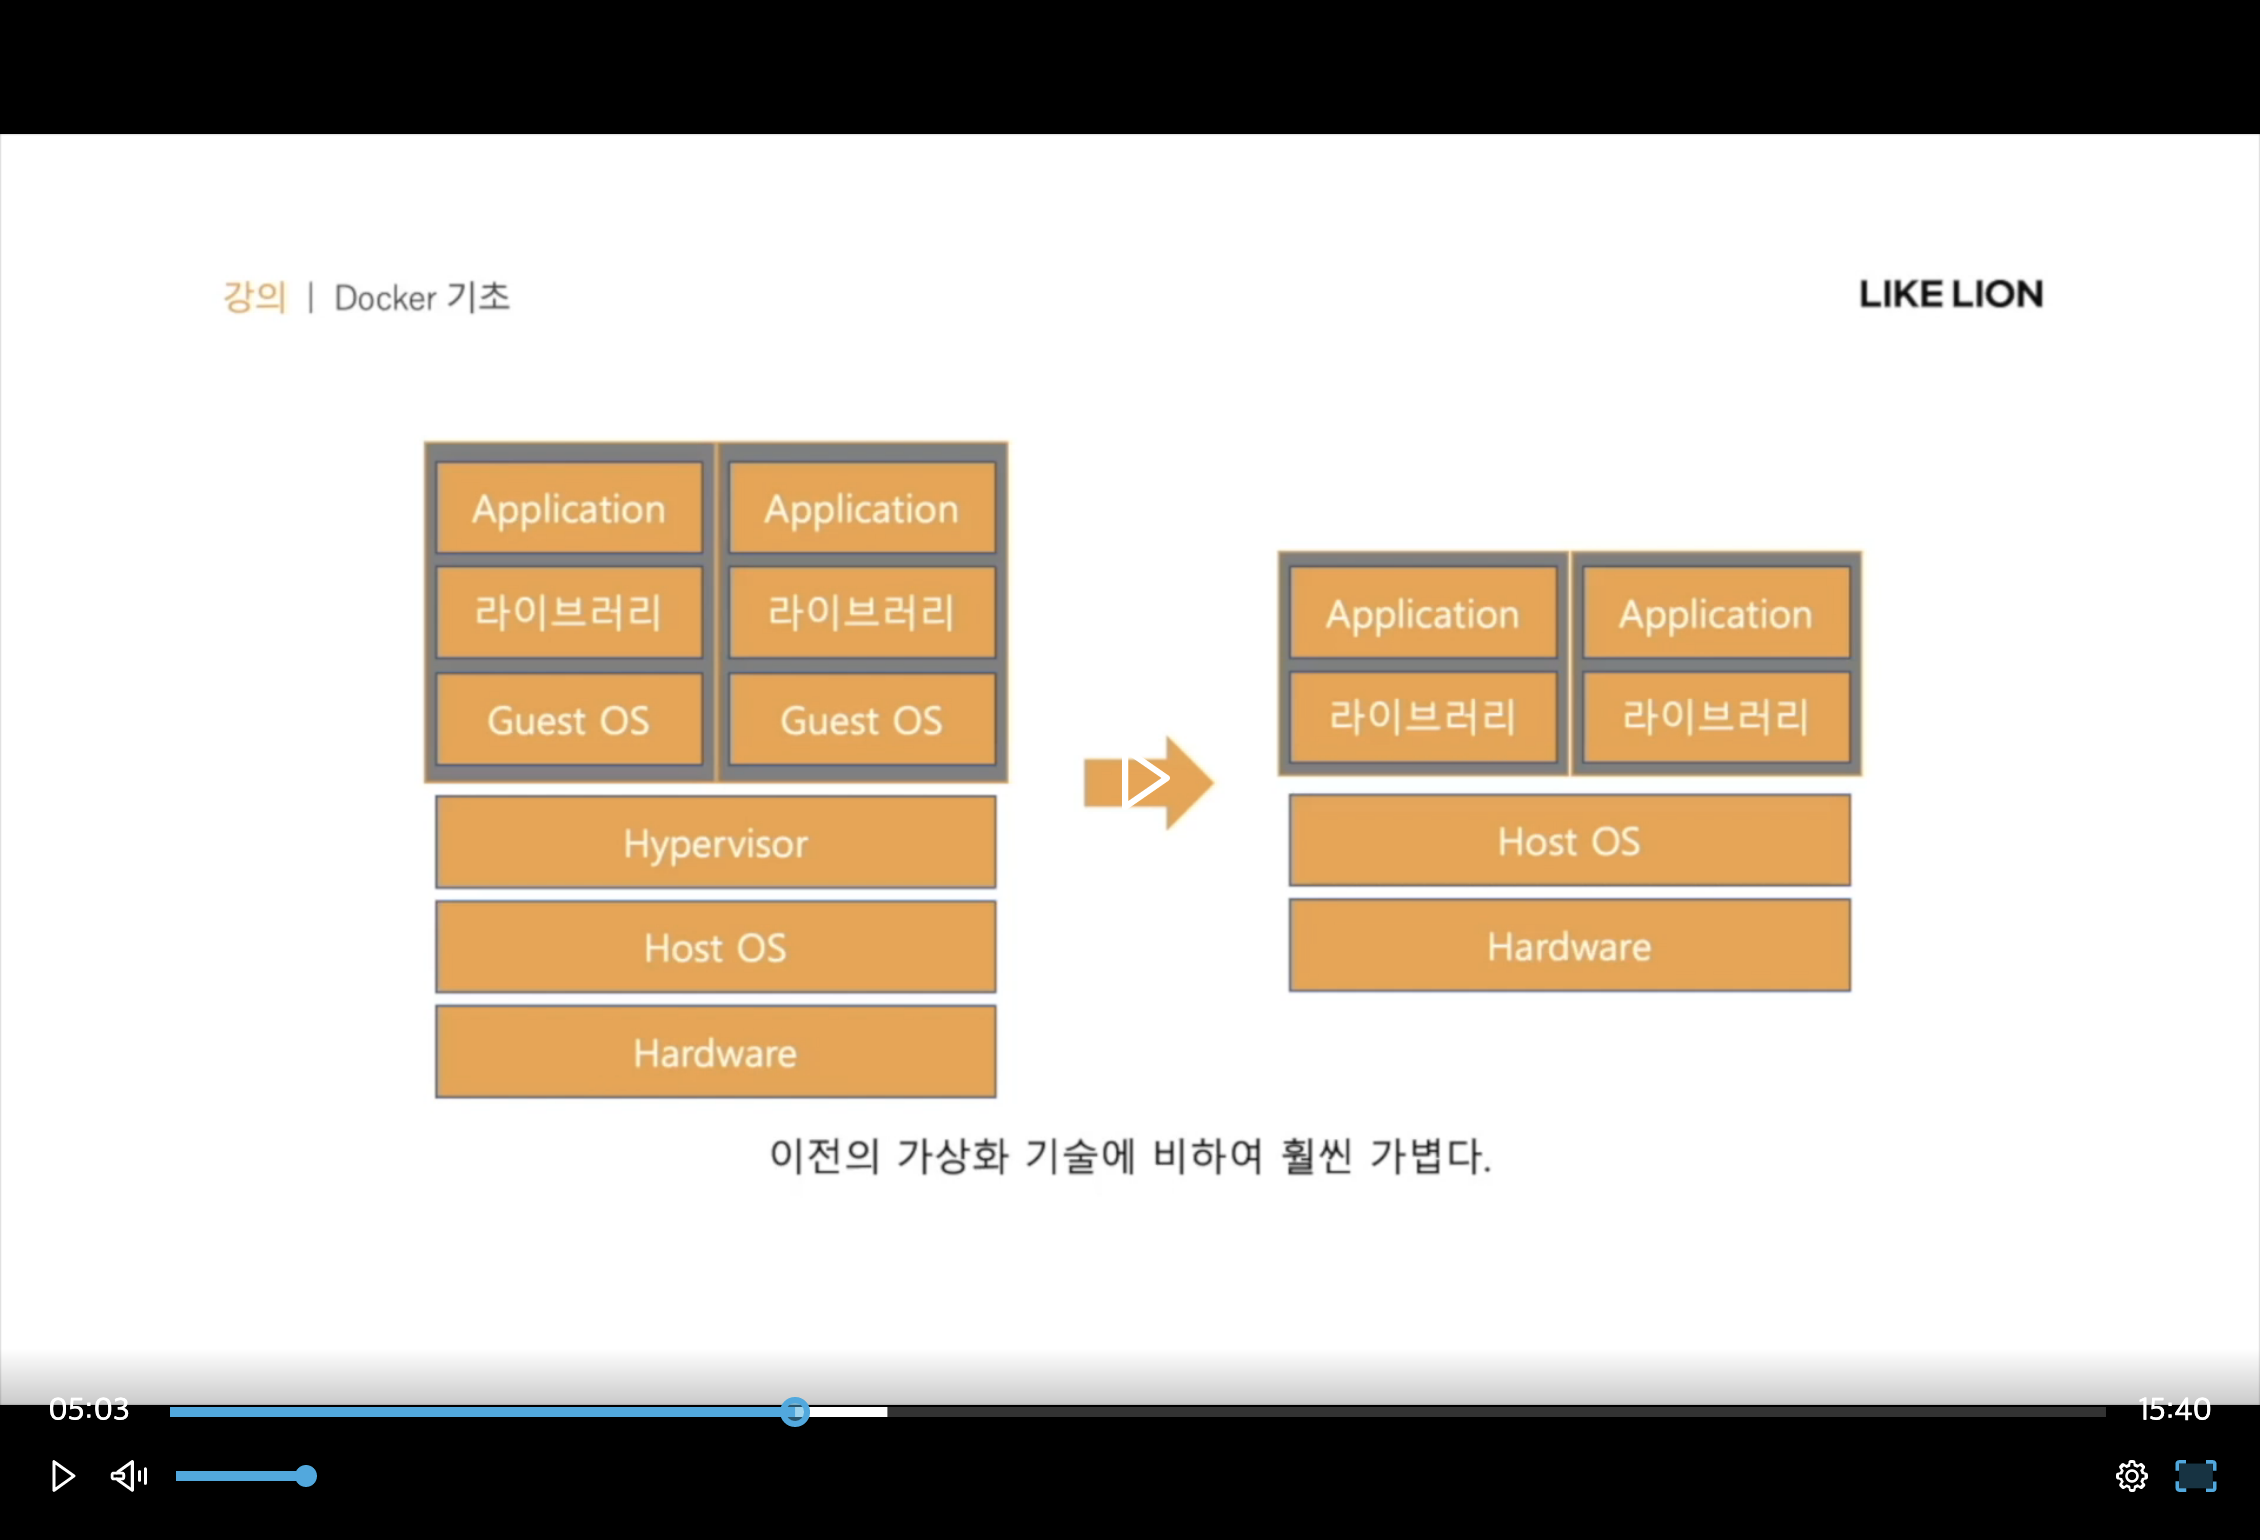 강의 | Docker 기초
LIKE LION
Application Application
라이브러리 라이브러리
Guest OS Guest OS
Hypervisor
Host OS
Hardware
Application Application
라이브러리 라이브러리
Host OS
Hardware
이전의 가상화 기술에 비하여 훨씬 가볍다.
05:03
15:40